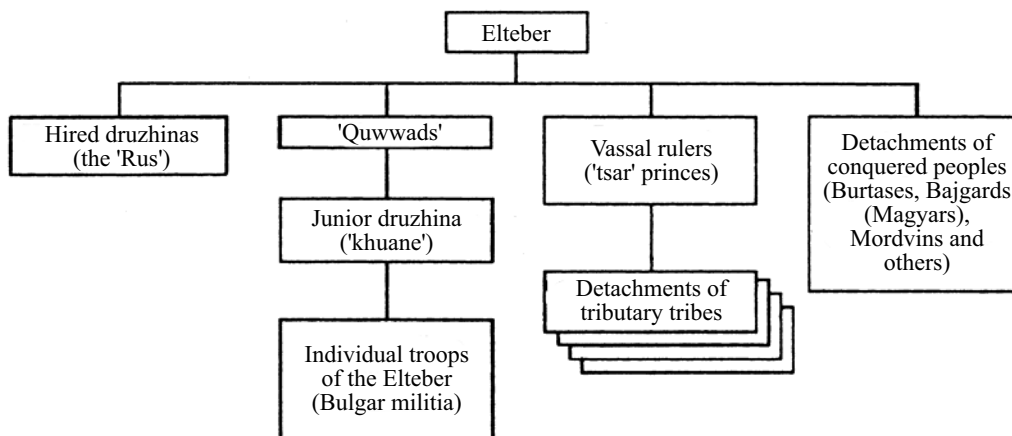 Elteber
Hired druzhinas
(the 'Rus')
'Quwwads'
Junior druzhina
('khuane')
Individual troops
of the Elteber
(Bulgar militia)
Vassal rulers
('tsar' princes)
Detachments of
tributary tribes
Detachments of
conquered peoples
(Burtases, Bajgards
(Magyars),
Mordvins and
others)